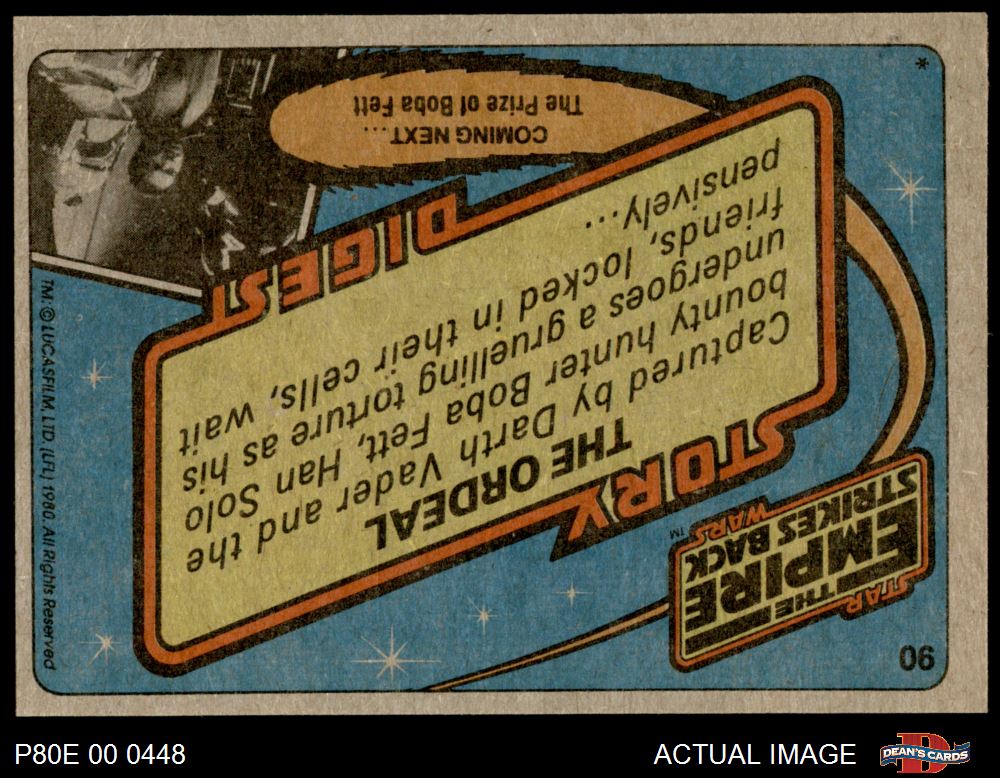 90
STAR WARS
THE
EMPIRE
STRIKES BACK
TM
STORY
THE ORDEAL
Captured by Darth Vader and the
bounty hunter Boba Fett, Han Solo
undergoes a gruelling torture as his
friends, locked in their cells, wait
pensively...
DIGEST
COMING NEXT...
The Prize of Boba Fett
*
TM: © LUCASFILM, LTD. (LFL) 1980. All Rights Reserved
P80E 00 0448
ACTUAL IMAGE
D
DEAN'S CARDS